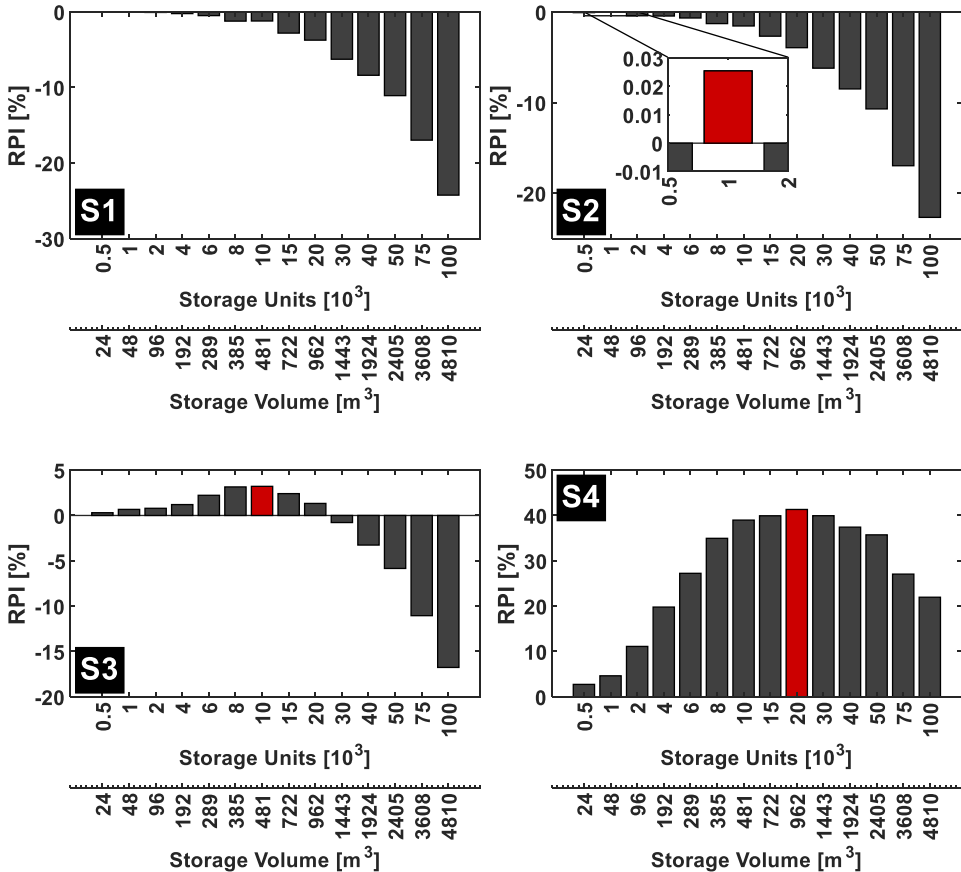 0
-10
-20
-30
RPI [%]
S1
0.5 1 2 4 6 8 10 15 20 30 40 50 75 100
Storage Units [10³]
24 48 96 192 289 385 481 722 962 1443 1924 2405 3608 4810
Storage Volume [m³]
0
-10
-20
RPI [%]
0.03
0.02
0.01
0
-0.01
0.5 1 2
S2
0.5 1 2 4 6 8 10 15 20 30 40 50 75 100
Storage Units [10³]
24 48 96 192 289 385 481 722 962 1443 1924 2405 3608 4810
Storage Volume [m³]
5
0
-5
-10
-15
-20
RPI [%]
S3
0.5 1 2 4 6 8 10 15 20 30 40 50 75 100
Storage Units [10³]
24 48 96 192 289 385 481 722 962 1443 1924 2405 3608 4810
Storage Volume [m³]
50
40
30
20
10
0
RPI [%]
S4
0.5 1 2 4 6 8 10 15 20 30 40 50 75 100
Storage Units [10³]
24 48 96 192 289 385 481 722 962 1443 1924 2405 3608 4810
Storage Volume [m³]